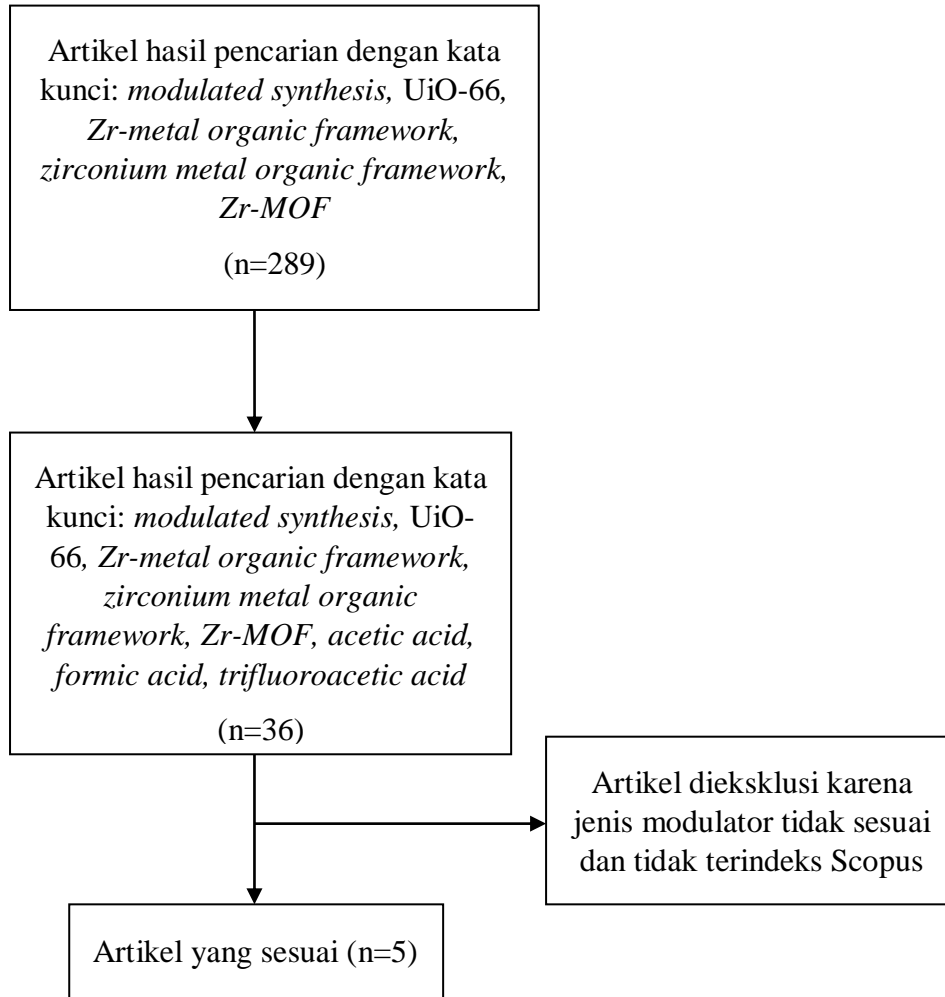 Artikel hasil pencarian dengan kata
kunci: modulated synthesis, UiO-66,
Zr-metal organic framework,
zirconium metal organic framework,
Zr-MOF
(n=289)
Artikel hasil pencarian dengan kata
kunci: modulated synthesis, UiO-
66, Zr-metal organic framework,
zirconium metal organic
framework, Zr-MOF, acetic acid,
formic acid, trifluoroacetic acid
(n=36)
Artikel dieksklusi karena
jenis modulator tidak sesuai
dan tidak terindeks Scopus
Artikel yang sesuai (n=5)